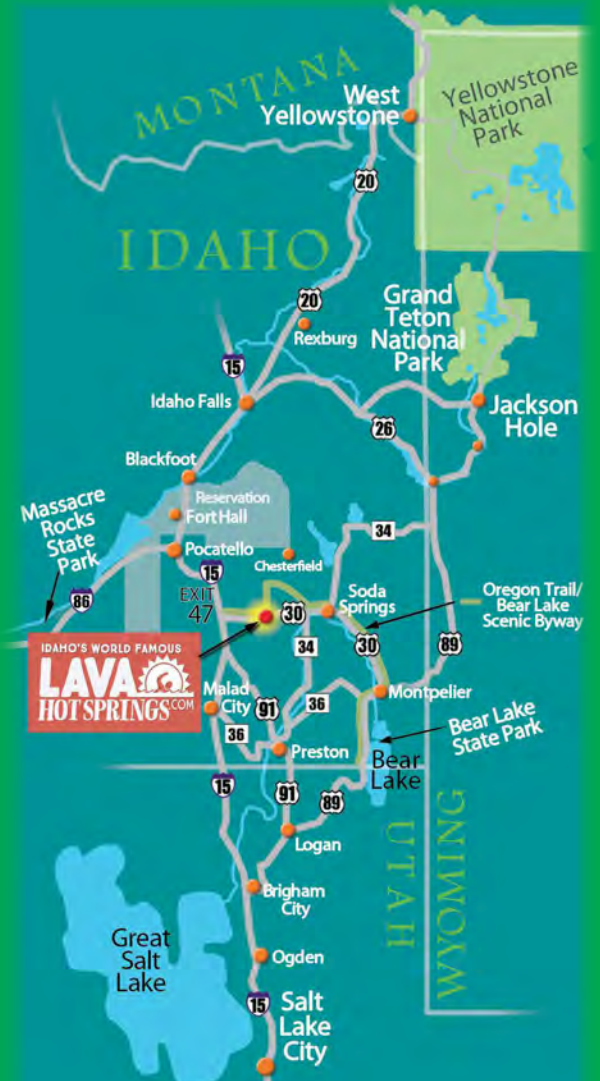 MONTANA
West
Yellowstone
Yellowstone
National
Park
20
IDAHO
20
Rexburg
Grand
Teton
National
Park
15
Idaho Falls
Jackson
Hole
26
Blackfoot
Reservation
Fort Hall
Massacre
Rocks
State
Park
Pocatello
34
Chesterfield
15
EXIT
47
86
Soda
Springs
30
Oregon Trail/
Bear Lake
Scenic Byway
30
34
89
IDAHO'S WORLD FAMOUS
LAVA
HOT SPRINGS.COM
Malad
City
91
36
Montpelier
36
Preston
Bear Lake
State Park
Bear
Lake
15
91
89
UTAH
WYOMING
Logan
Brigham
City
Great
Salt
Lake
Ogden
15
Salt
Lake
City